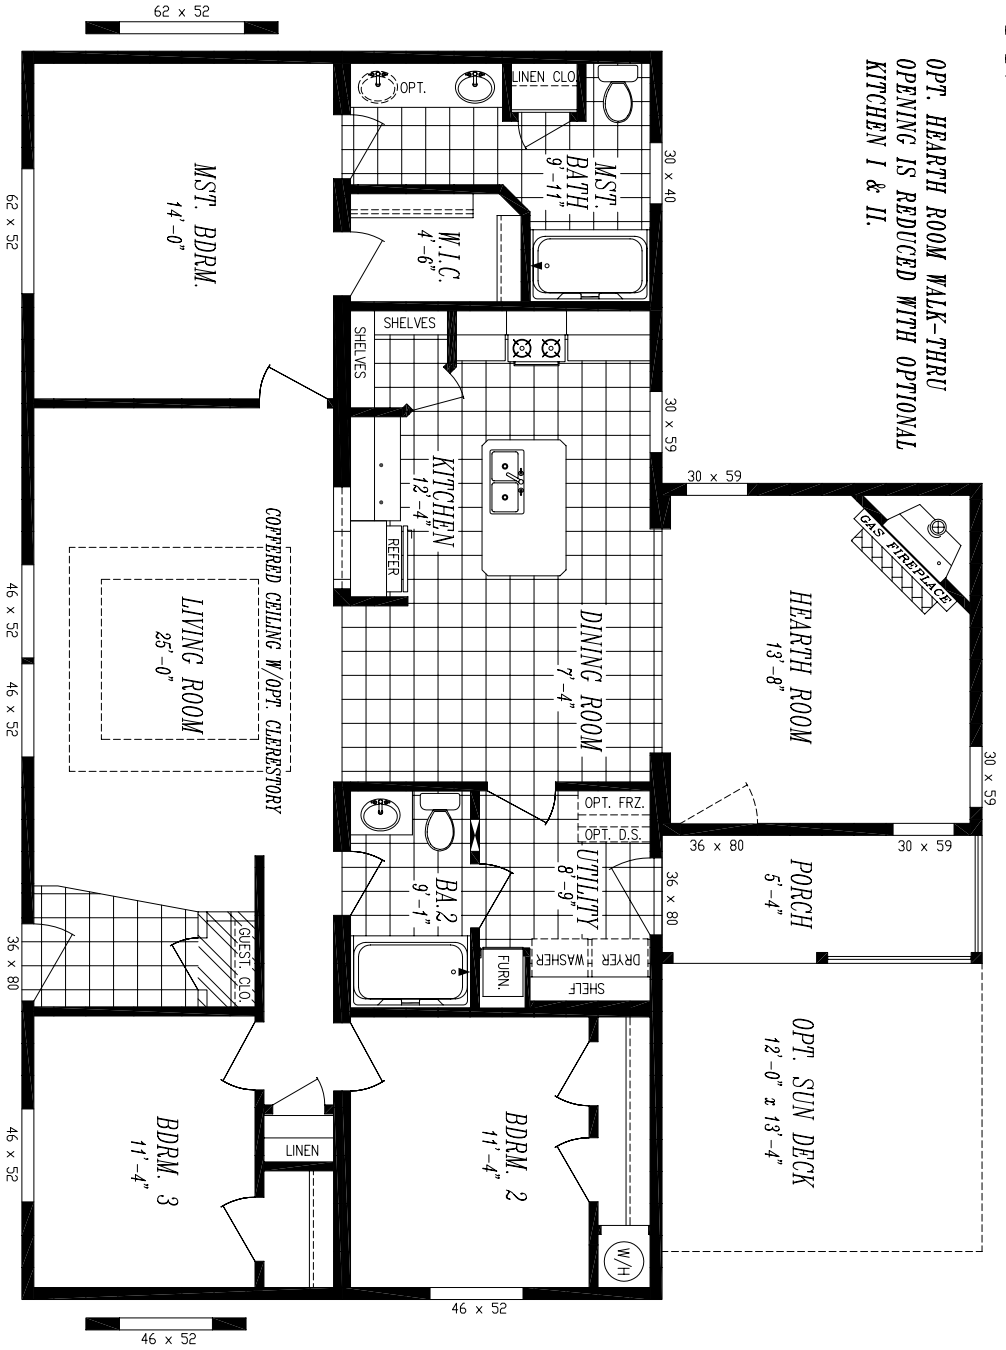 62 x 52
OPT. HEARTH ROOM WALK-THRU
OPENING IS REDUCED WITH OPTIONAL
KITCHEN I & II.
OPT.
LINEN CLO.
MST.
BATH
9'-11"
30 x 40
MST. BDRM.
14'-0"
62 x 52
W.I.C.
4'-6"
SHELVES
SHELVES
30 x 59
KITCHEN
12'-4"
REFER
30 x 59
GAS FIREPLACE
HEARTH ROOM
13'-8"
30 x 59
COFFERED CEILING W/OPT. CLERESTORY
LIVING ROOM
25'-0"
46 x 52
46 x 52
DINING ROOM
7'-4"
OPT. FRZ.
OPT. D.S.
UTILITY
8'-9"
36 x 80
36 x 80
30 x 59
PORCH
5'-4"
BA.2
9'-1"
GUEST. CLO.
36 x 80
FURN.
WASHER
DRYER
SHELF
OPT. SUN DECK
12'-0" x 13'-4"
BDRM. 3
11'-4"
46 x 52
LINEN
BDRM. 2
11'-4"
W/H
46 x 52
46 x 52